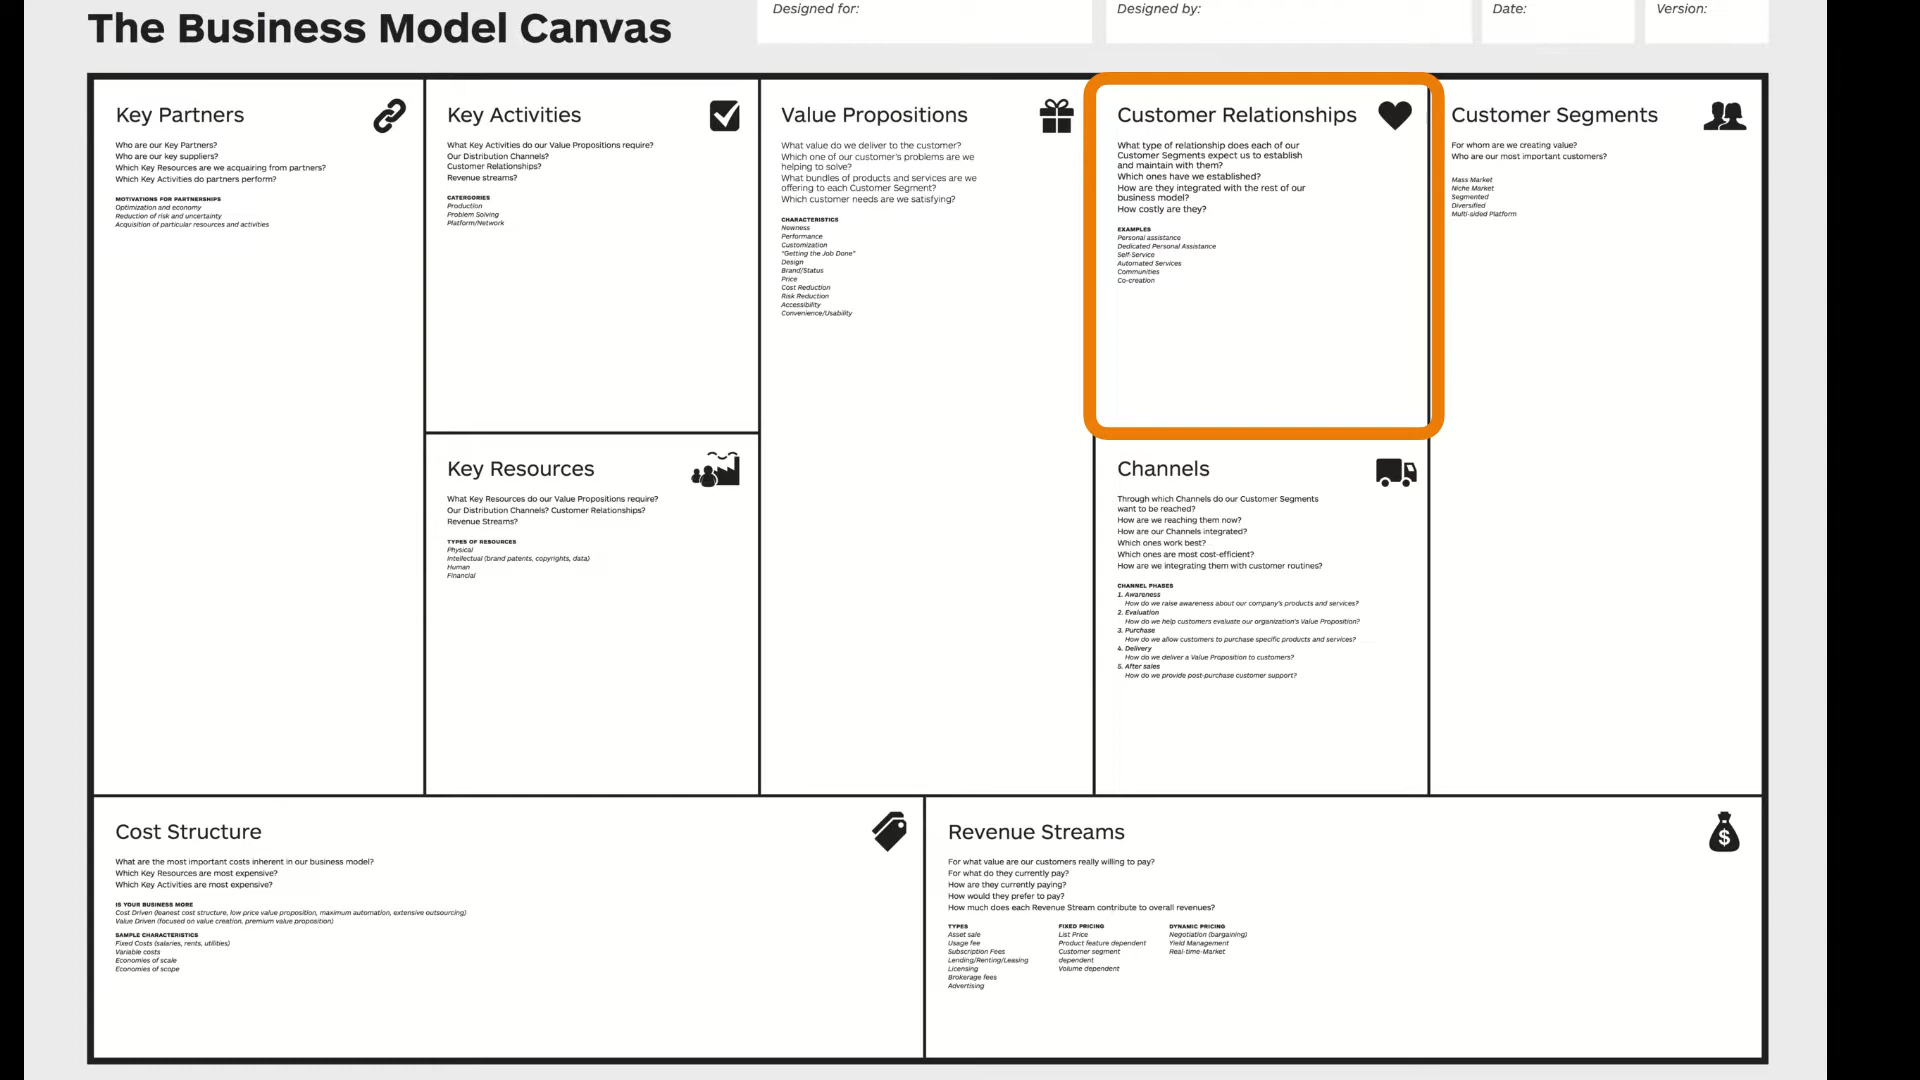 The Business Model Canvas
Designed for:
Designed by:
Date:
Version:
Key Partners
Who are our Key Partners?
Who are our key suppliers?
Which Key Resources are we acquiring from partners?
Which Key Activities do partners perform?
MOTIVATIONS FOR PARTNERSHIPS
Optimization and economy
Reduction of risk and uncertainty
Acquisition of particular resources and activities
Key Activities
What Key Activities do our Value Propositions require?
Our Distribution Channels?
Customer Relationships?
Revenue streams?
CATERGORIES
Production
Problem Solving
Platform/Network
Key Resources
What Key Resources do our Value Propositions require?
Our Distribution Channels? Customer Relationships?
Revenue Streams?
TYPES OF RESOURCES
Physical
Intellectual (brand patents, copyrights, data)
Human
Financial
Value Propositions
What value do we deliver to the customer?
Which one of our customer's problems are we
helping to solve?
What bundles of products and services are we
offering to each Customer Segment?
Which customer needs are we satisfying?
CHARACTERISTICS
Newness
Performance
Customization
"Getting the Job Done"
Design
Brand/Status
Price
Cost Reduction
Risk Reduction
Accessibility
Convenience/Usability
Customer Relationships
What type of relationship does each of our
Customer Segments expect us to establish
and maintain with them?
Which ones have we established?
How are they integrated with the rest of our
business model?
How costly are they?
EXAMPLES
Personal assistance
Dedicated Personal Assistance
Self-Service
Automated Services
Communities
Co-creation
Channels
Through which Channels do our Customer Segments
want to be reached?
How are we reaching them now?
How are our Channels integrated?
Which ones work best?
Which ones are most cost-efficient?
How are we integrating them with customer routines?
CHANNEL PHASES
1. Awareness
How do we raise awareness about our company's products and services?
2. Evaluation
How do we help customers evaluate our organization's Value Proposition?
3. Purchase
How do we allow customers to purchase specific products and services?
4. Delivery
How do we deliver a Value Proposition to customers?
5. After sales
How do we provide post-purchase customer support?
Customer Segments
For whom are we creating value?
Who are our most important customers?
Mass Market
Niche Market
Segmented
Diversified
Multi-sided Platform
Cost Structure
What are the most important costs inherent in our business model?
Which Key Resources are most expensive?
Which Key Activities are most expensive?
IS YOUR BUSINESS MORE
Cost Driven (leanest cost structure, low price value proposition, maximum automation, extensive outsourcing)
Value Driven (focused on value creation, premium value proposition)
SAMPLE CHARACTERISTICS
Fixed Costs (salaries, rents, utilities)
Variable costs
Economies of scale
Economies of scope
Revenue Streams
For what value are our customers really willing to pay?
For what do they currently pay?
How are they currently paying?
How would they prefer to pay?
How much does each Revenue Stream contribute to overall revenues?
TYPES
Asset sale
Usage fee
Subscription Fees
Lending/Renting/Leasing
Licensing
Brokerage fees
Advertising
FIXED PRICING
List Price
Product feature dependent
Customer segment
dependent
Volume dependent
DYNAMIC PRICING
Negotiation (bargaining)
Yield Management
Real-time-Market
$